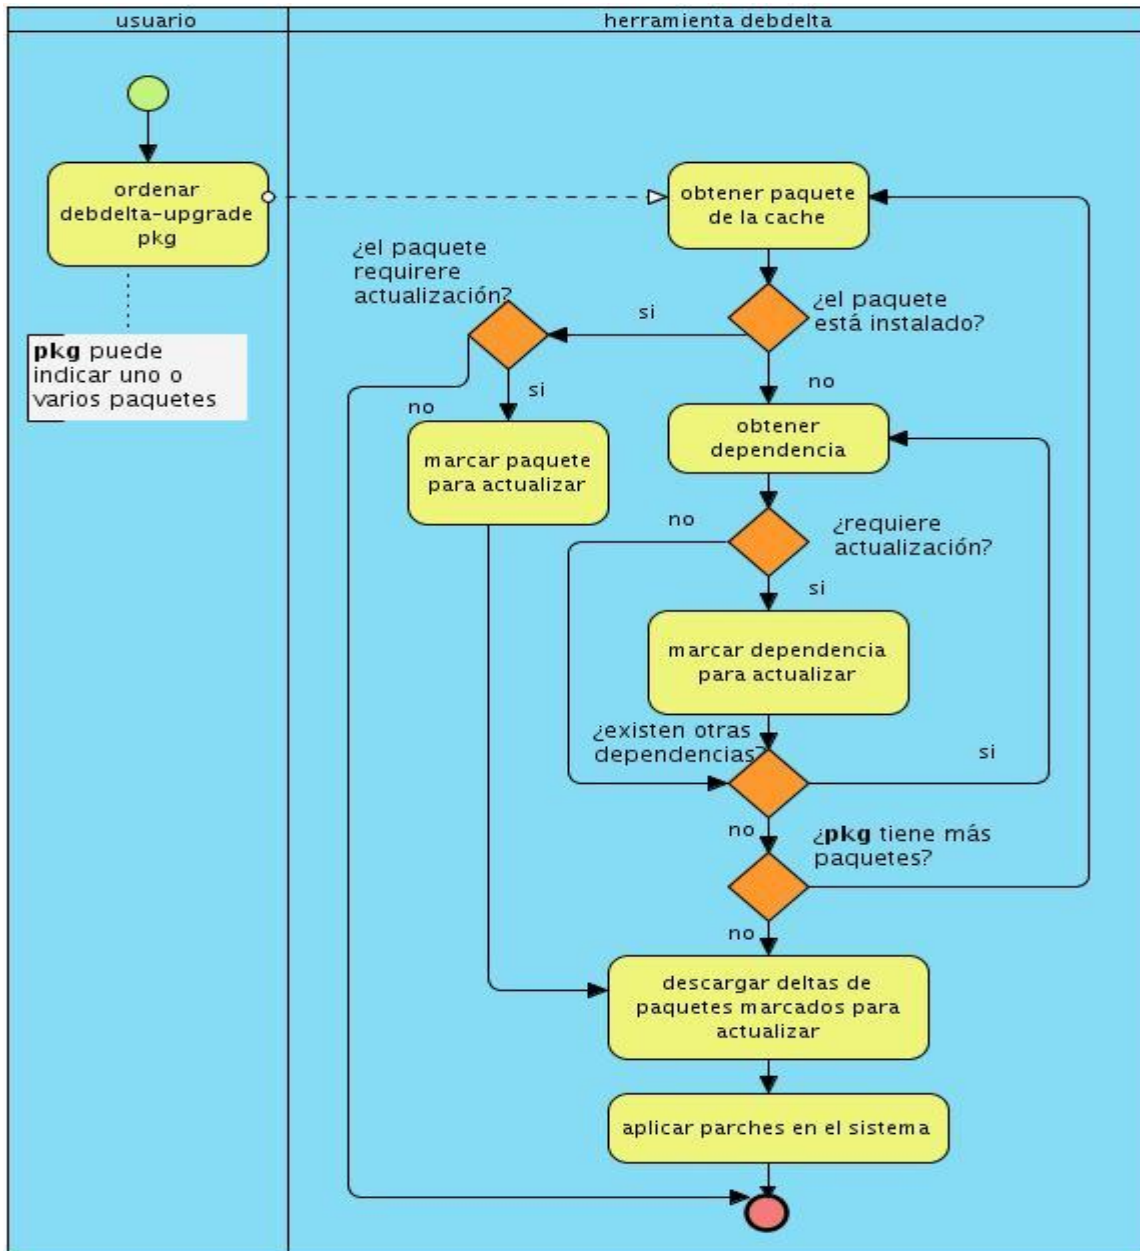 usuario
herramienta debdelta
ordenar
debdelta-upgrade
pkg
obtener paquete
de la cache
¿el paquete
requirere
actualización?
si
¿el paquete
está instalado?
pkg puede
indicar uno o
varios paquetes
no
si
no
marcar paquete
para actualizar
obtener
dependencia
no
¿requiere
actualización?
si
marcar dependencia
para actualizar
¿existen otras
dependencias?
si
no
¿pkg tiene más
paquetes?
no
descargar deltas de
paquetes marcados para
actualizar
aplicar parches en el sistema